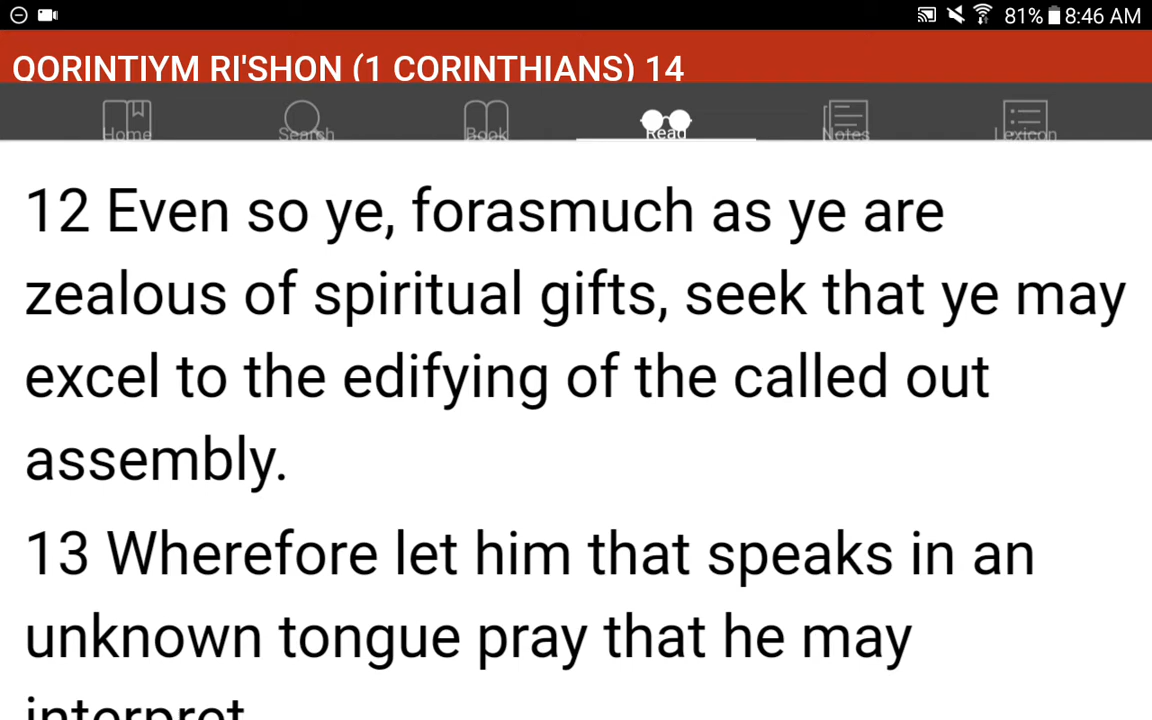 81% 8:46 AM
QORINTIYM RI'SHON (1 CORINTHIANS) 14
Home Search Book Read Notes Lexicon
12 Even so ye, forasmuch as ye are
zealous of spiritual gifts, seek that ye may
excel to the edifying of the called out
assembly.
13 Wherefore let him that speaks in an
unknown tongue pray that he may
interpret